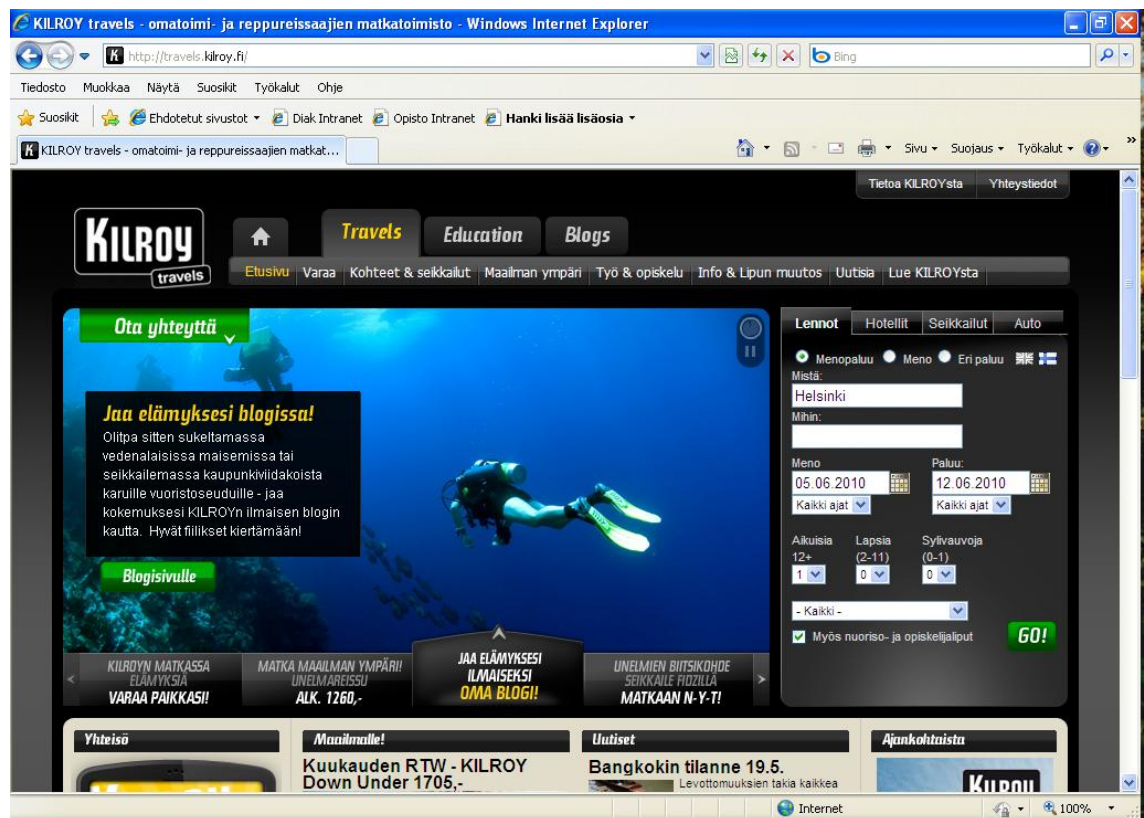 KILROY travels - omatoimi- ja reppureissaajien matkatoimisto - Windows Internet Explorer
http://travels.kilroy.fi/
Bing
Tiedosto Muokkaa Näytä Suosikit Työkalut Ohje
Suosikit Ehdotetut sivustot Diak Intranet Opisto Intranet Hanki lisää lisäosia
KILROY travels - omatoimi- ja reppureissaajien matkat...
Sivu Suojaus Työkalut
Tietoa KILROYsta Yhteystiedot
KILROY travels
Travels Education Blogs
Etusivu Varaa Kohteet & seikkailut Maailman ympäri Työ & opiskelu Info & Lipun muutos Uutisia Lue KILROYsta
Ota yhteyttä
Jaa elämyksesi blogissa!
Olitpa sitten sukeltamassa
vedenalaisissa maisemissa tai
seikkailemassa kaupunkiviidakoista
karuille vuoristoseuduille - jaa
kokemuksesi KILROYn ilmaisen blogin
kautta. Hyvät fiilikset kiertämään!
Blogisivulle
KILROYN MATKASSA
ELÄMYKSIÄ
VARAA PAIKKASI!
MATKA MAAILMAN YMPÄRI!
UNELMAREISSU
ALK. 1260,-
JAA ELÄMYKSESI
ILMAISEKSI
OMA BLOGI!
UNELMIEN BIITSIKOHDE
SEIKKAILE FIDZILLÄ
MATKAAN N-Y-T!
Lennot Hotellit Seikkailut Auto
Menopaluu Meno Eri paluu
Mistä:
Helsinki
Mihin:
Meno Paluu:
05.06.2010 12.06.2010
Kaikki ajat Kaikki ajat
Aikuisia Lapsia Sylivauvoja
12+ (2-11) (0-1)
1 0 0
- Kaikki -
Myös nuoriso- ja opiskelijaliput
GO!
Yhteisö
Maailmalle!
Kuukauden RTW - KILROY
Down Under 1705,-
Uutiset
Bangkokin tilanne 19.5.
Levottomuuksien takia kaikkea
Ajankohtaista
KILROY
Internet
100%